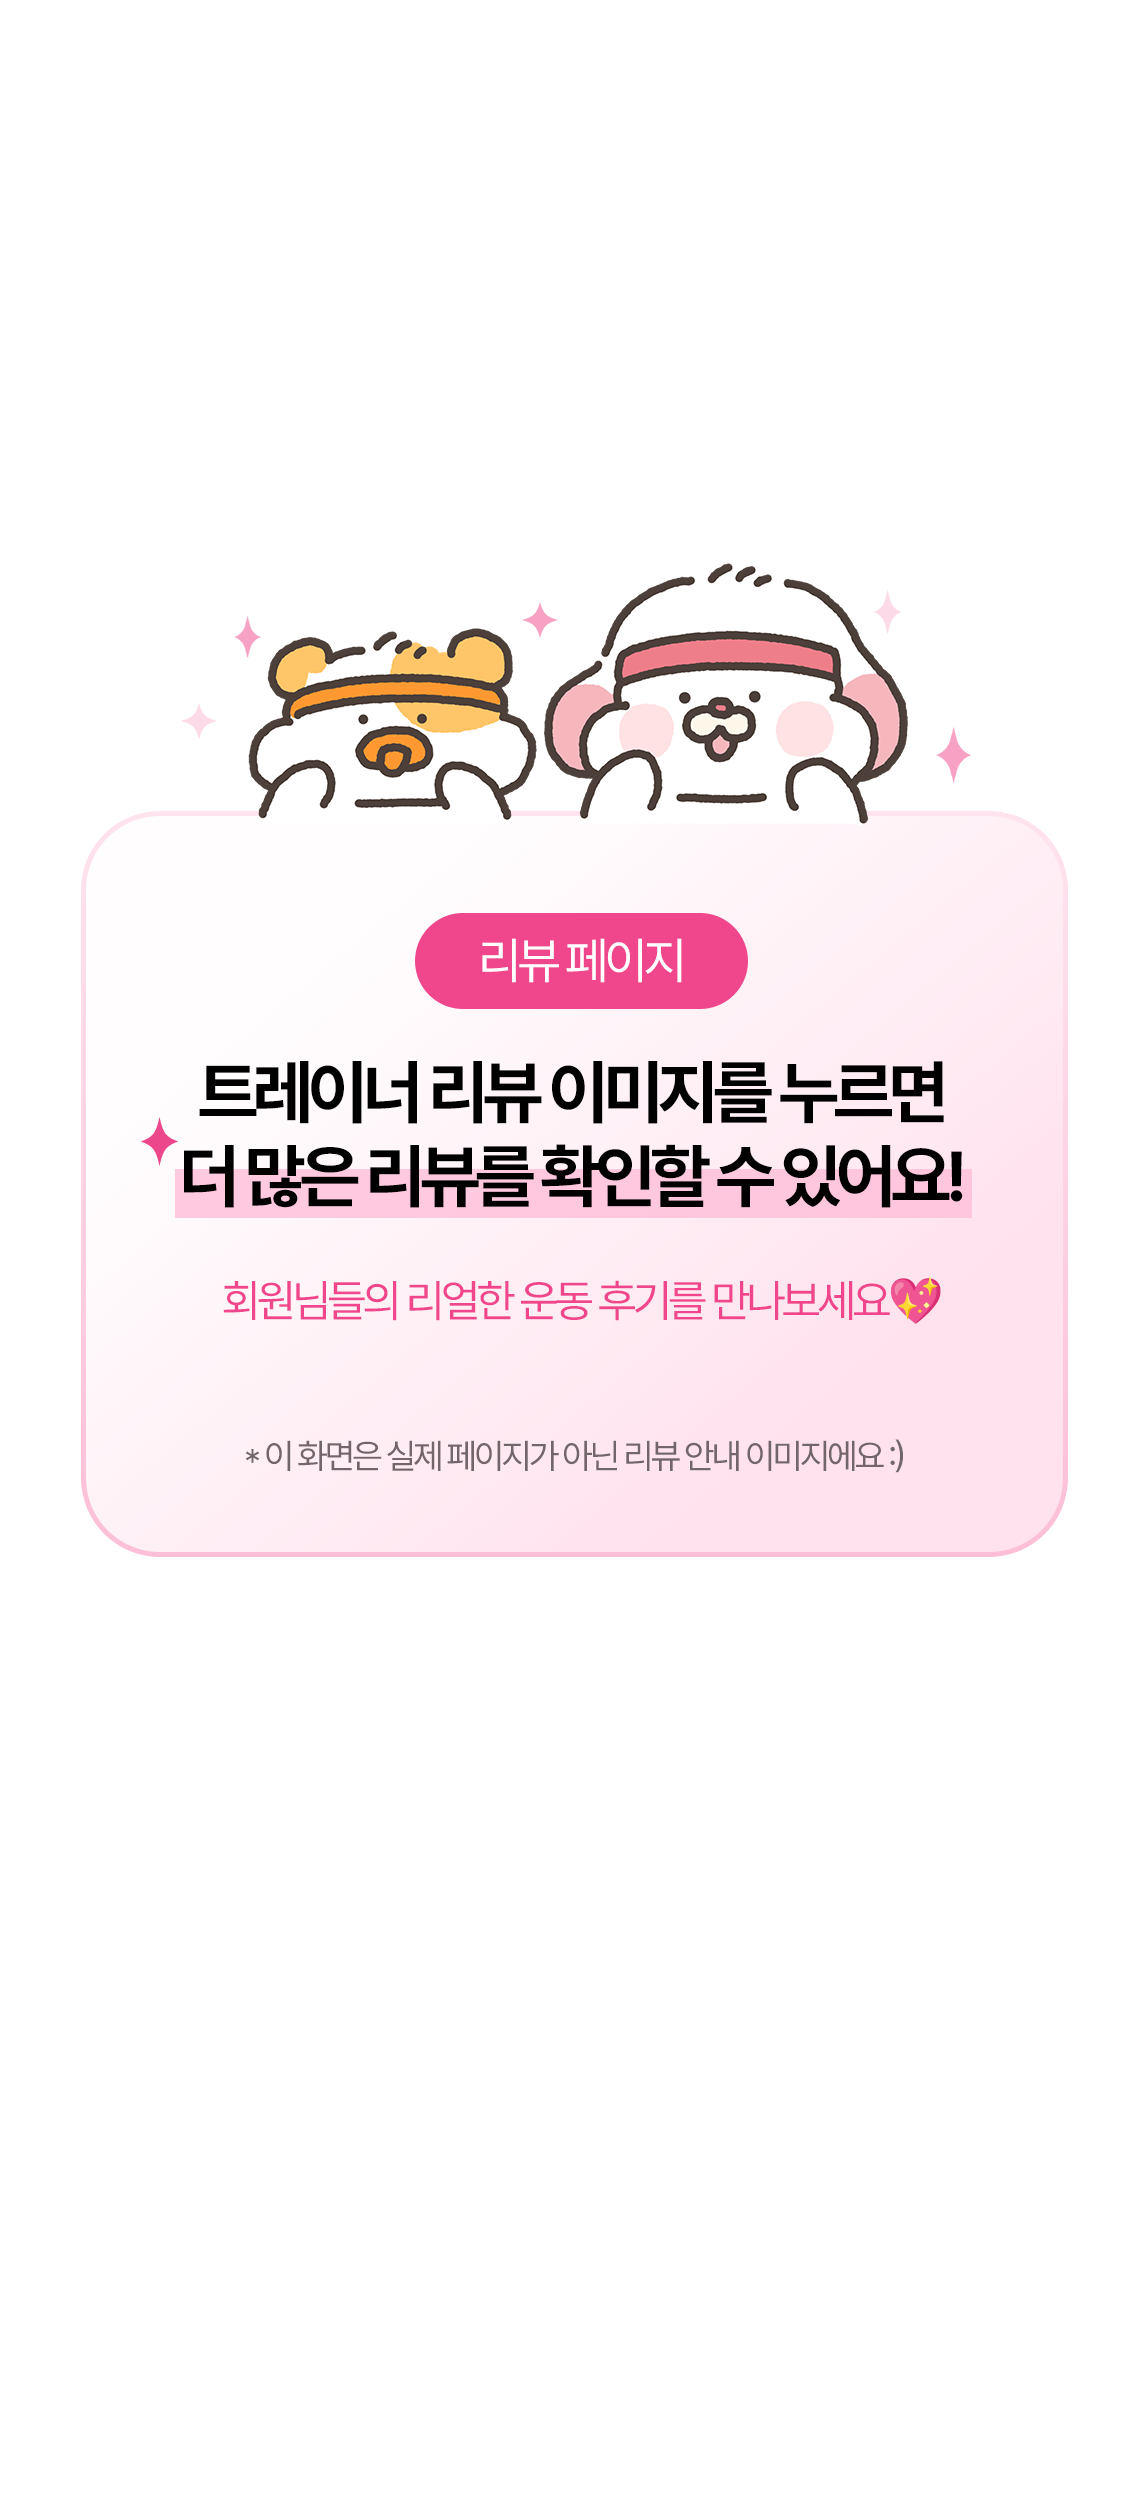 리뷰 페이지
트레이너 리뷰 이미지를 누르면
더 많은 리뷰를 확인할 수 있어요!
회원님들의 리얼한 운동 후기를 만나보세요💖
* 이 화면은 실제 페이지가 아닌 리뷰 안내 이미지예요 :)